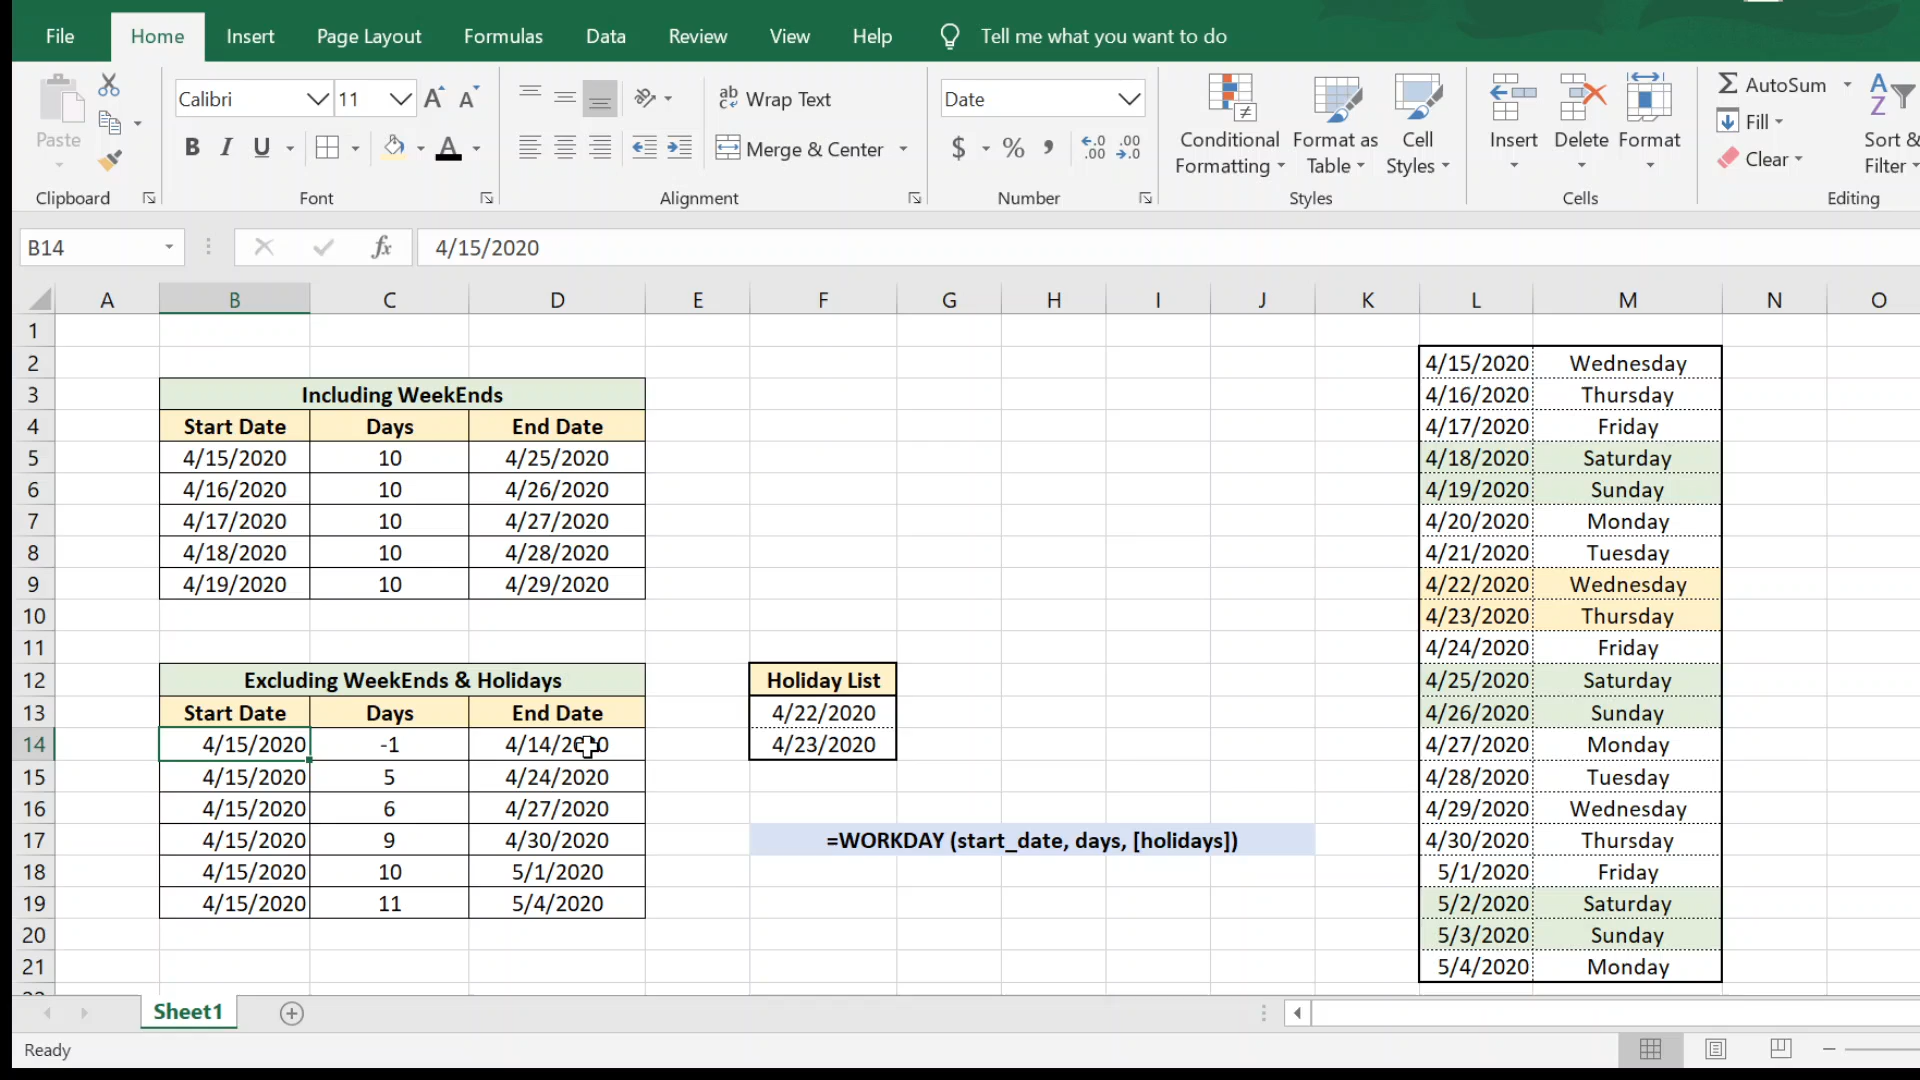 File Home Insert Page Layout Formulas Data Review View Help Tell me what you want to do
Calibri 11 Wrap Text Date AutoSum
Paste B I U A Merge & Center $ % Conditional Formatting Format as Table Cell Styles Insert Delete Format Fill Clear Sort & Filter
Clipboard Font Alignment Number Styles Cells Editing
B14 fx 4/15/2020
A B C D E F G H I J K L M N O
1
2 4/15/2020 Wednesday
3 Including WeekEnds 4/16/2020 Thursday
4 Start Date Days End Date 4/17/2020 Friday
5 4/15/2020 10 4/25/2020 4/18/2020 Saturday
6 4/16/2020 10 4/26/2020 4/19/2020 Sunday
7 4/17/2020 10 4/27/2020 4/20/2020 Monday
8 4/18/2020 10 4/28/2020 4/21/2020 Tuesday
9 4/19/2020 10 4/29/2020 4/22/2020 Wednesday
10 4/23/2020 Thursday
11 4/24/2020 Friday
12 Excluding WeekEnds & Holidays Holiday List 4/25/2020 Saturday
13 Start Date Days End Date 4/22/2020 4/26/2020 Sunday
14 4/15/2020 -1 4/14/2020 4/23/2020 4/27/2020 Monday
15 4/15/2020 5 4/24/2020 4/28/2020 Tuesday
16 4/15/2020 6 4/27/2020 4/29/2020 Wednesday
17 4/15/2020 9 4/30/2020 =WORKDAY (start_date, days, [holidays]) 4/30/2020 Thursday
18 4/15/2020 10 5/1/2020 5/1/2020 Friday
19 4/15/2020 11 5/4/2020 5/2/2020 Saturday
20 5/3/2020 Sunday
21 5/4/2020 Monday
Sheet1
Ready